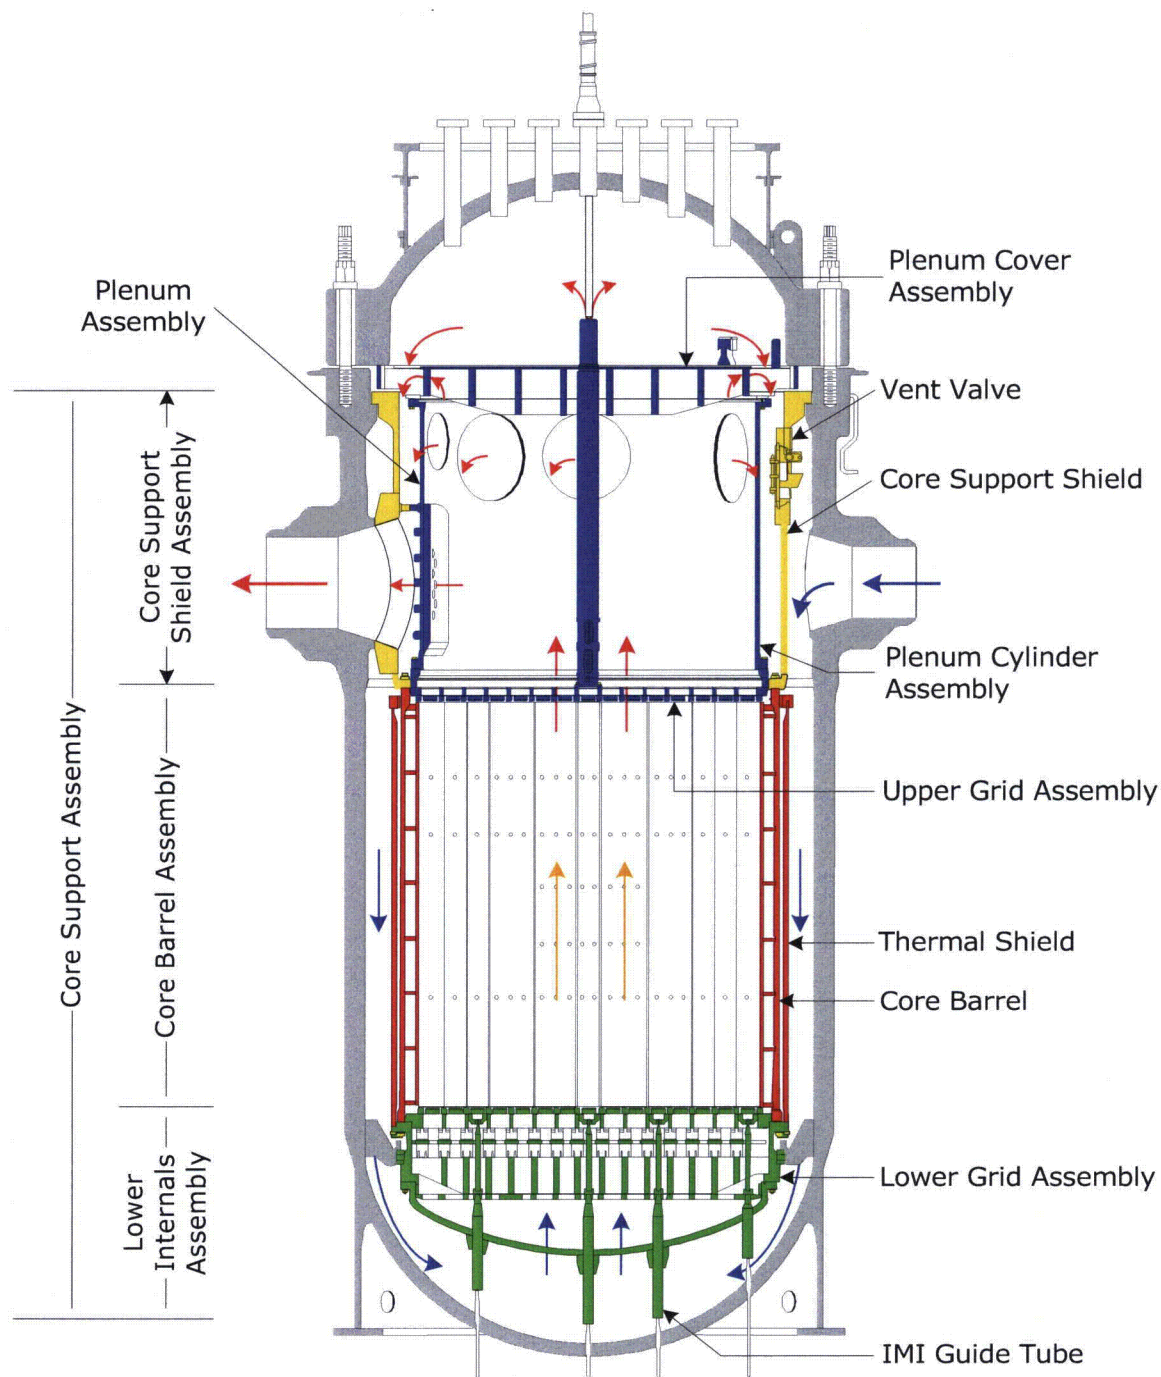 Plenum Cover
Assembly
Plenum
Assembly
Vent Valve
Core Support
Shield Assembly
Core Support Shield
Plenum Cylinder
Assembly
Core Support Assembly
Core Barrel Assembly
Upper Grid Assembly
Thermal Shield
Core Barrel
Lower
Internals
Assembly
Lower Grid Assembly
IMI Guide Tube